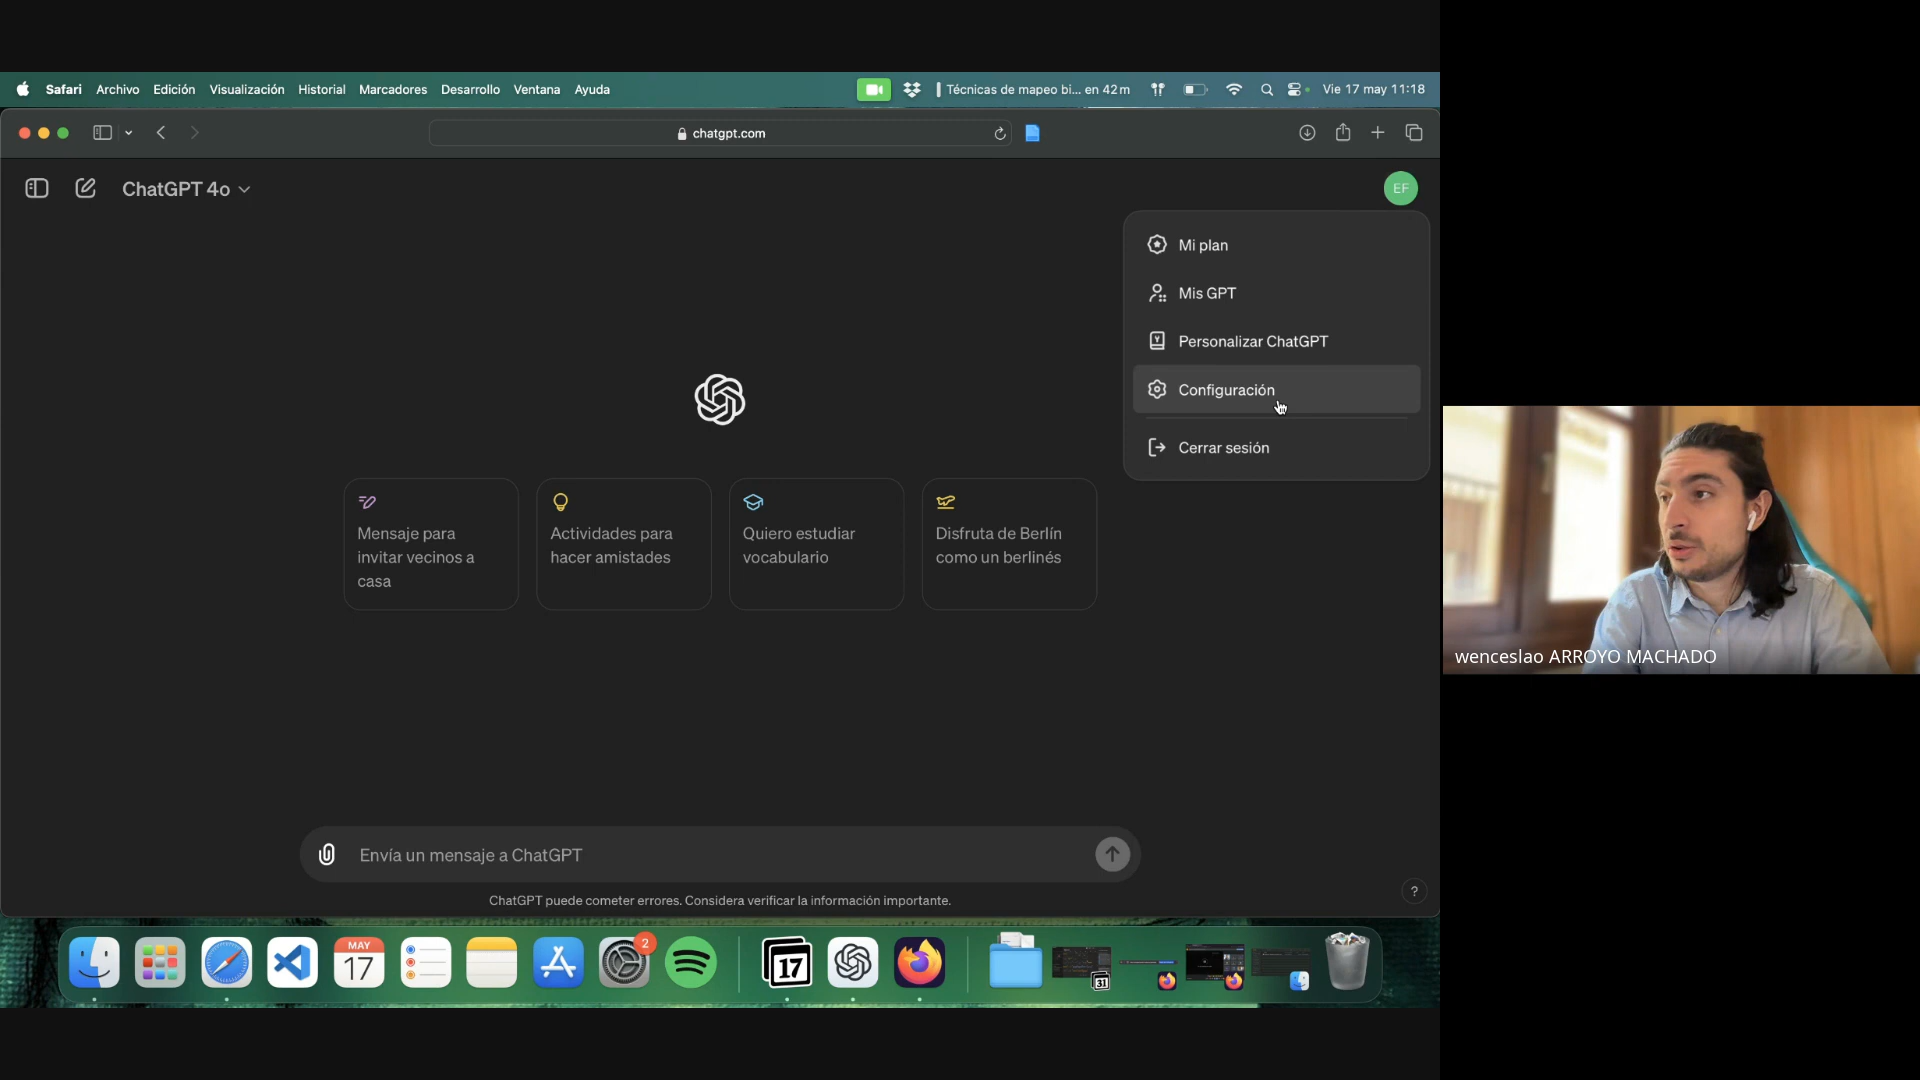 Safari Archivo Edición Visualización Historial Marcadores Desarrollo Ventana Ayuda
Técnicas de mapeo bi... en 42 m
Vie 17 may 11:18
chatgpt.com
ChatGPT 4o
EF
Mi plan
Mis GPT
Personalizar ChatGPT
Configuración
Cerrar sesión
Mensaje para
invitar vecinos a
casa
Actividades para
hacer amistades
Quiero estudiar
vocabulario
Disfruta de Berlín
como un berlinés
Envía un mensaje a ChatGPT
ChatGPT puede cometer errores. Considera verificar la información importante.
?
MAY
17
2
17
31
wenceslao ARROYO MACHADO